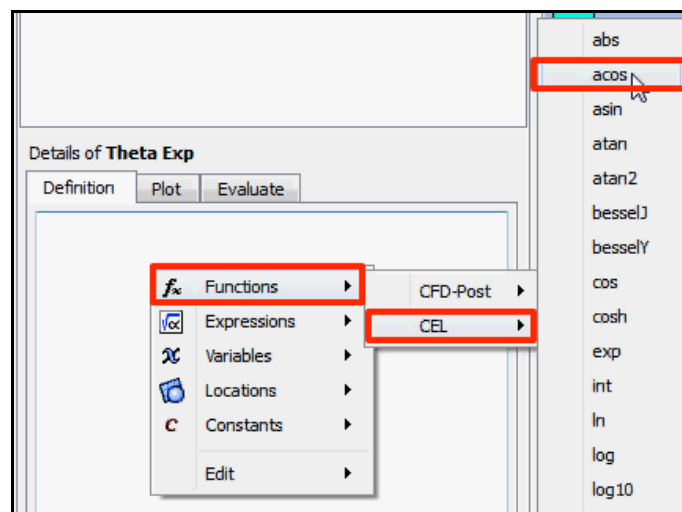 Details of Theta Exp
Definition Plot Evaluate
Functions
Expressions
Variables
Locations
Constants
Edit
CFD-Post
CEL
abs
acos
asin
atan
atan2
besselJ
besselY
cos
cosh
exp
int
ln
log
log10